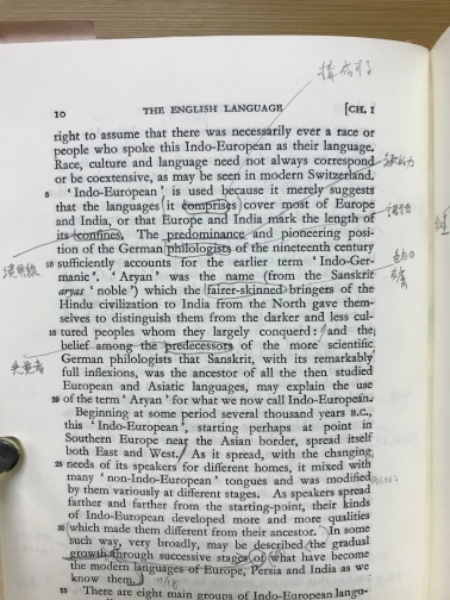 構成する
10 THE ENGLISH LANGUAGE [CH. I
right to assume that there was necessarily ever a race or
people who spoke this Indo-European as their language.
Race, culture and language need not always correspond
or be coextensive, as may be seen in modern Switzerland.
5 ‘Indo-European’ is used because it merely suggests
that the languages (it comprises) cover most of Europe
and India, or that Europe and India mark the length of
its confines. The predominance and pioneering posi-
tion of the German philologists of the nineteenth century
10 sufficiently accounts for the earlier term ‘Indo-Ger-
manic’. ‘Aryan’ was the name (from the Sanskrit
aryas ‘noble’) which the fairer-skinned bringers of the
Hindu civilization to India from the North gave them-
selves to distinguish them from the darker and less cul-
15 tured peoples whom they largely conquerd: and the
belief among the predecessors of the more scientific
German philologists that Sanskrit, with its remarkably
full inflexions, was the ancestor of all the then studied
European and Asiatic languages, may explain the use
20 of the term ‘Aryan’ for what we now call Indo-European.
Beginning at some period several thousand years B.C.,
this ‘Indo-European’, starting perhaps at point in
Southern Europe near the Asian border, spread itself
both East and West. As it spread, with the changing
25 needs of its speakers for different homes, it mixed with
many ‘non-Indo-European’ tongues and was modified
by them variously at different stages. As speakers spread
farther and farther from the starting-point, their kinds
of Indo-European developed more and more qualities
30 which made them different from their ancestor. In some
such way, very broadly, may be described the gradual
growth through successive stages of what have become
the modern languages of Europe, Persia and India as we
know them. 11/18
35 There are eight main groups of Indo-European langu-